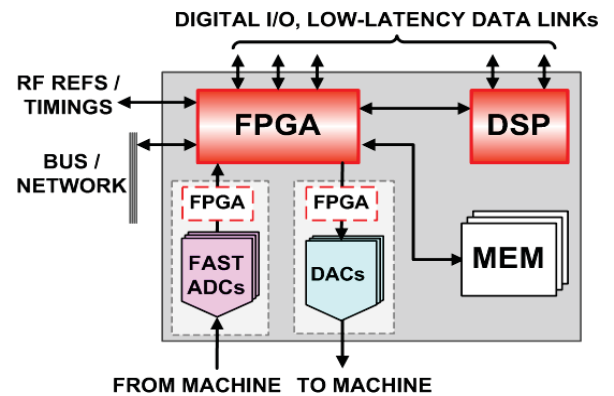 DIGITAL I/O, LOW-LATENCY DATA LINKs
RF REFS /
TIMINGS
FPGA
DSP
BUS /
NETWORK
FPGA
FPGA
FAST
ADCs
DACs
MEM
FROM MACHINE
TO MACHINE